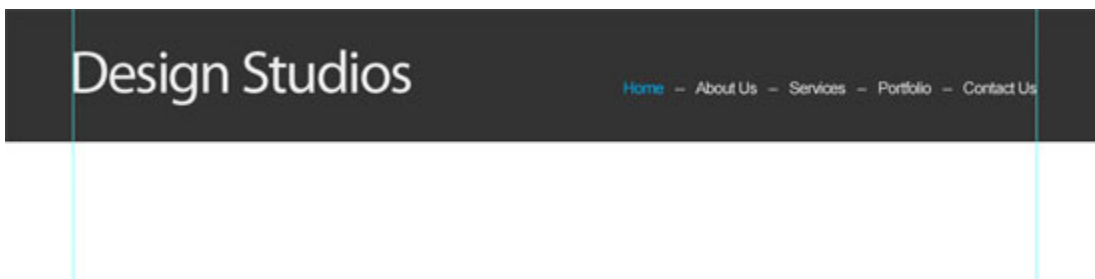 Design Studios
Home – About Us – Services – Portfolio – Contact Us